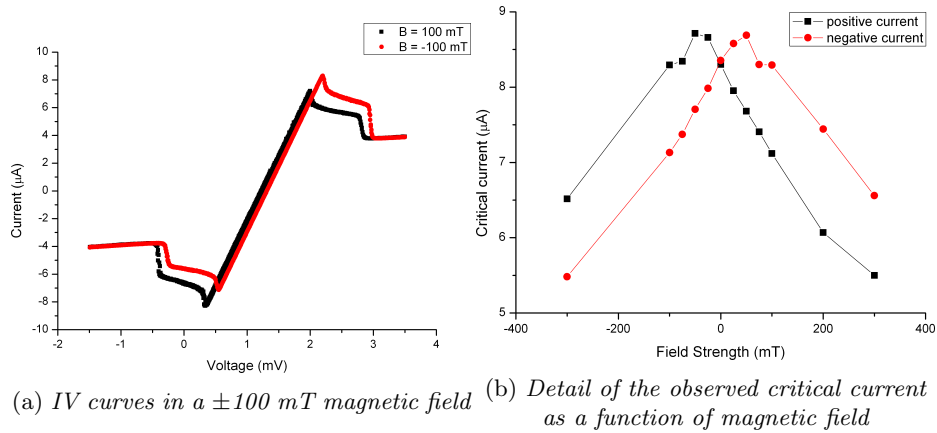 B = 100 mT
B = -100 mT
10
8
6
4
2
0
-2
-4
-6
-8
-10
Current (μA)
-2
-1
0
1
2
3
4
Voltage (mV)
(a) IV curves in a ±100 mT magnetic field
positive current
negative current
9
8
7
6
5
Critical current (μA)
-400
-200
0
200
400
Field Strength (mT)
(b) Detail of the observed critical current
as a function of magnetic field